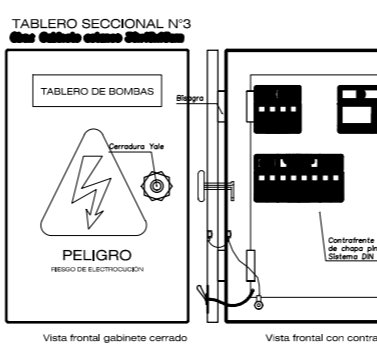 TABLERO SECCIONAL N°3
TABLERO DE BOMBAS
Bisagra
Cerradura Yale
PELIGRO
RIESGO DE ELECTROCUCIÓN
Contrafrente
de chapa
Sistema DIN
Vista frontal gabinete cerrado
Vista frontal con contra